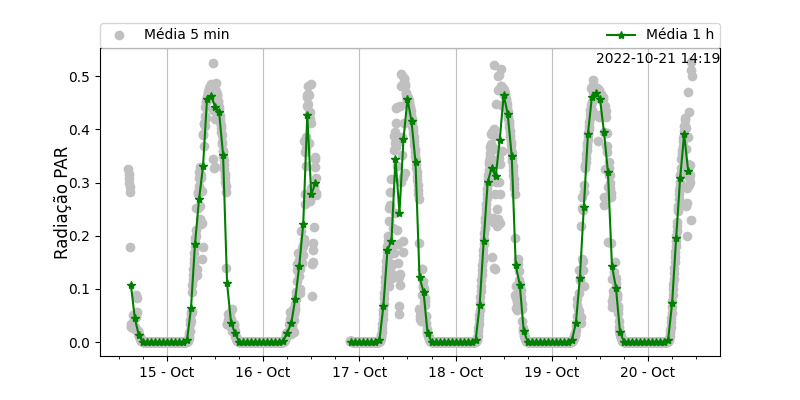 Média 5 min
Média 1 h
2022-10-21 14:19
Radiação PAR
0.5
0.4
0.3
0.2
0.1
0.0
15 - Oct
16 - Oct
17 - Oct
18 - Oct
19 - Oct
20 - Oct